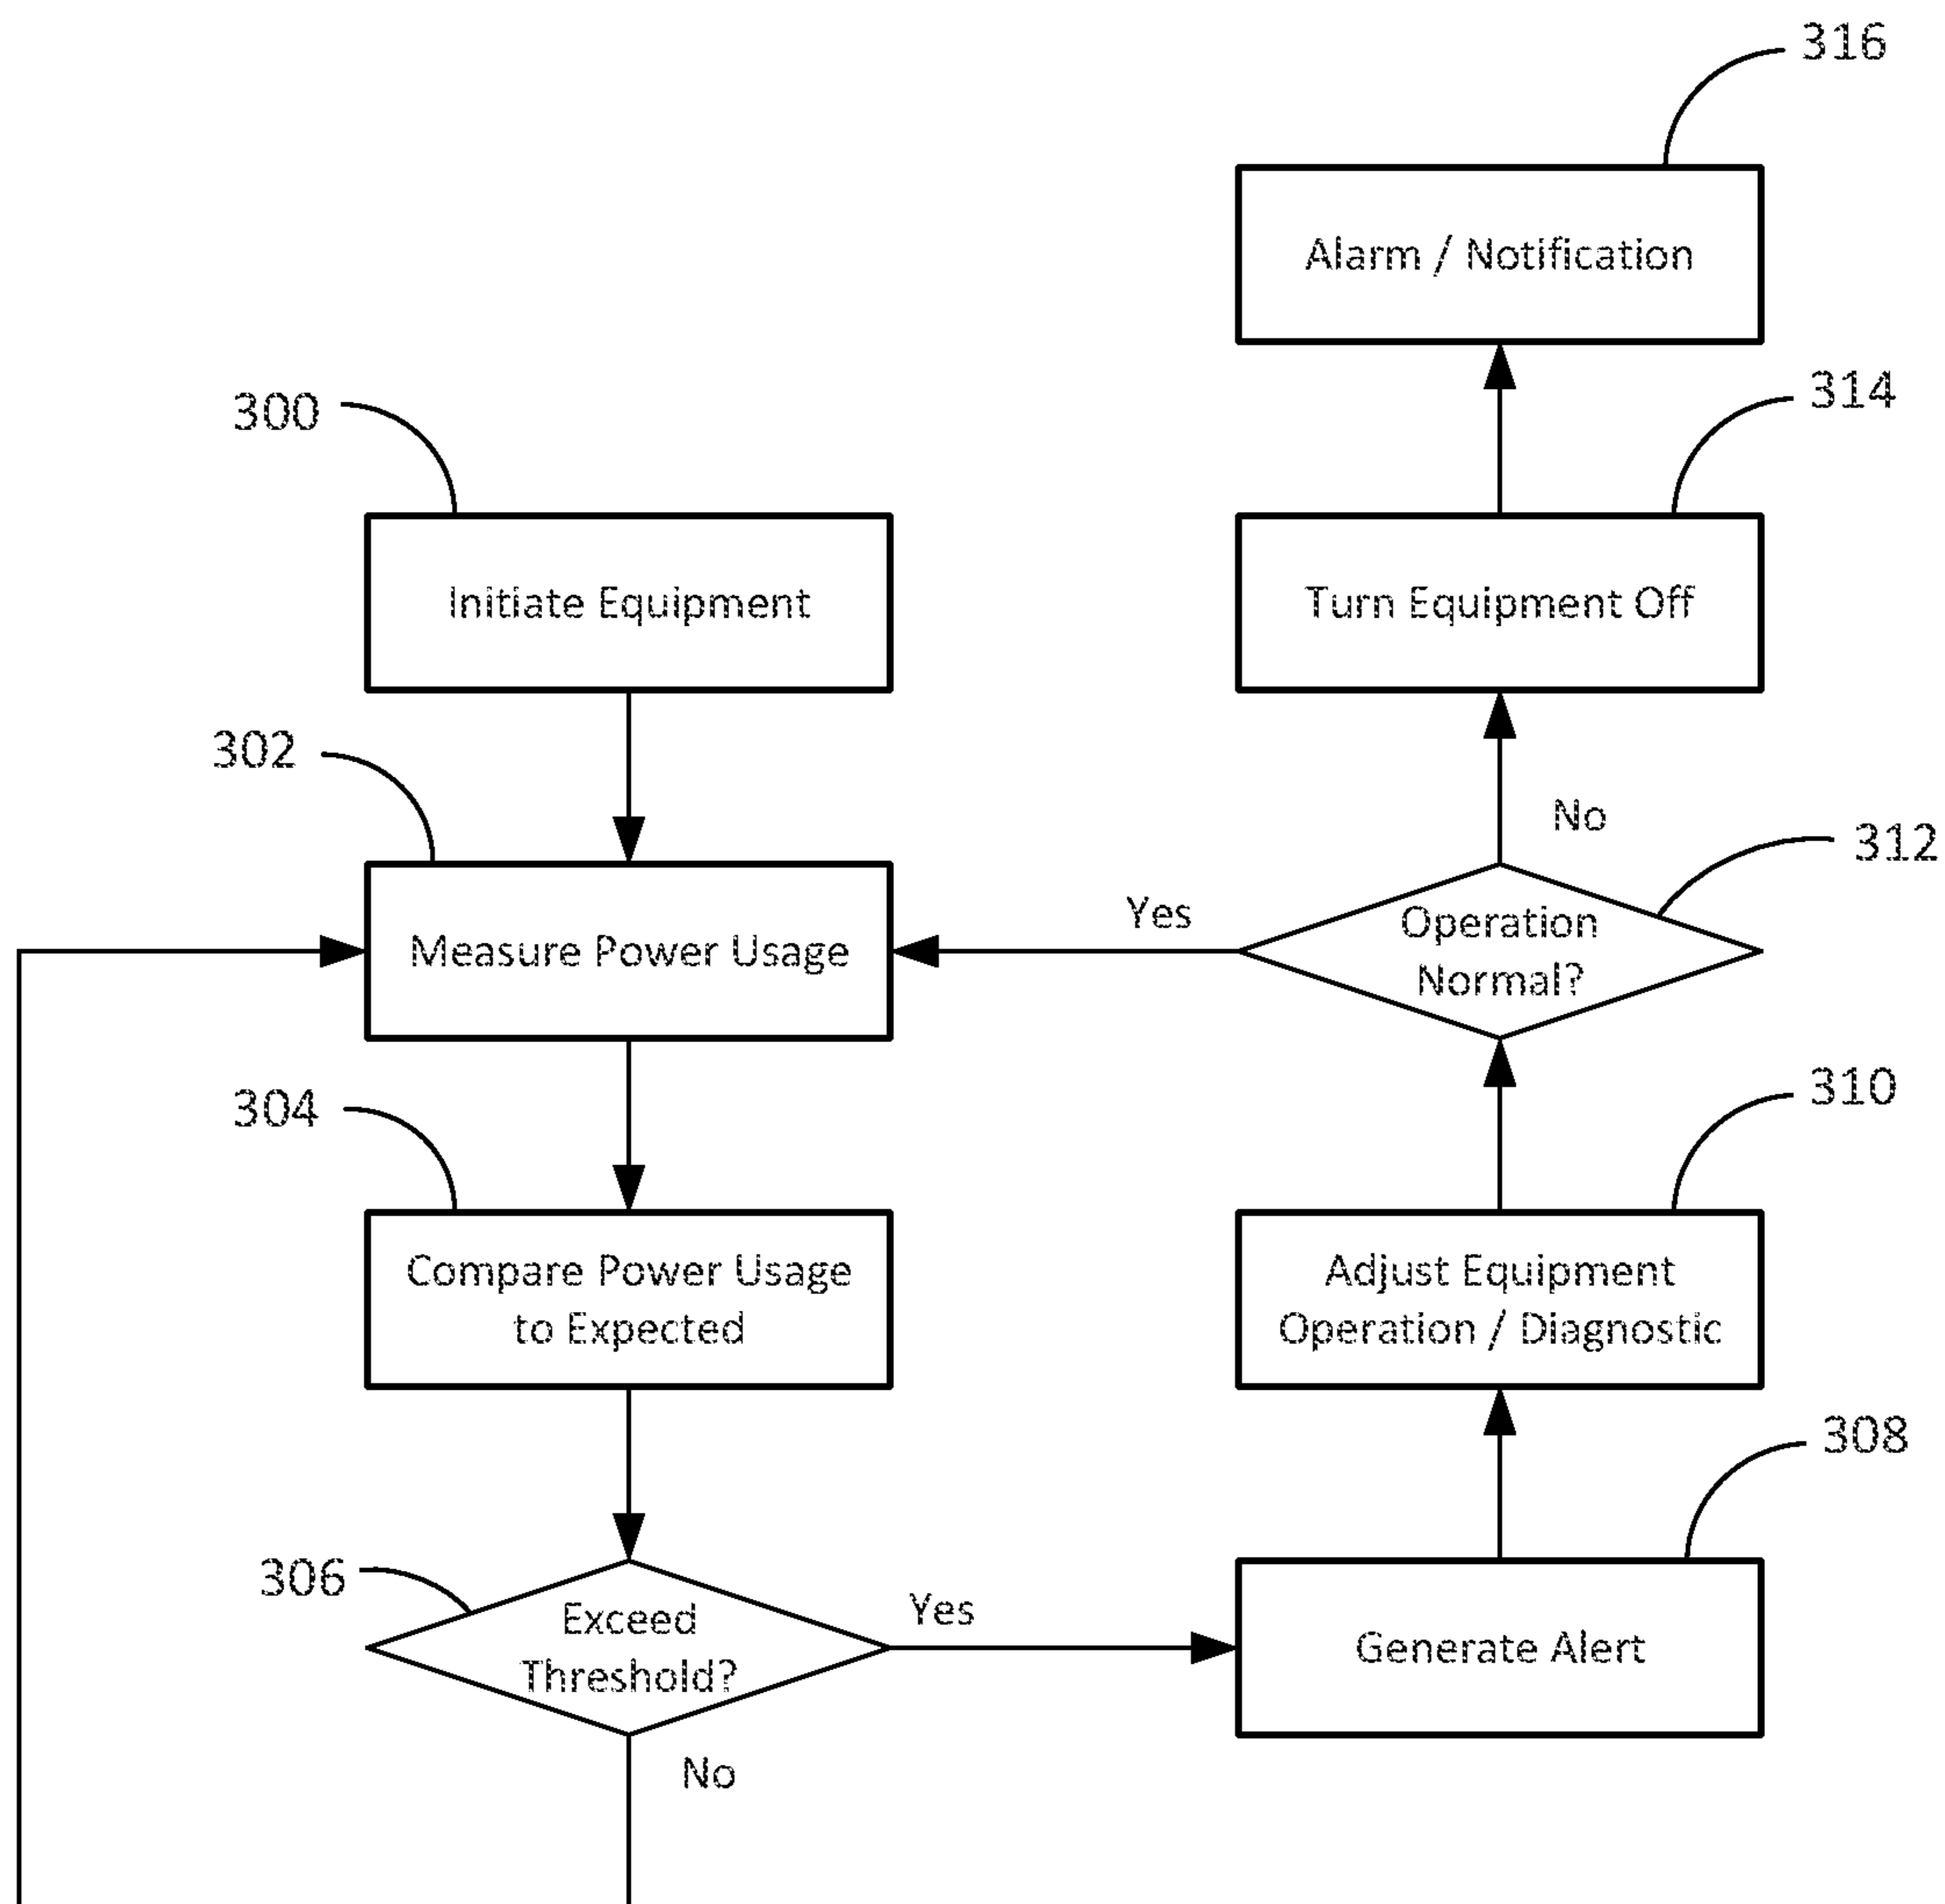 316
Alarm / Notification
314
300
Initiate Equipment
Turn Equipment Off
302
No
312
Yes
Operation
Normal?
Measure Power Usage
304
310
Compare Power Usage
to Expected
Adjust Equipment
Operation / Diagnostic
308
306
Exceed
Threshold?
Yes
Generate Alert
No